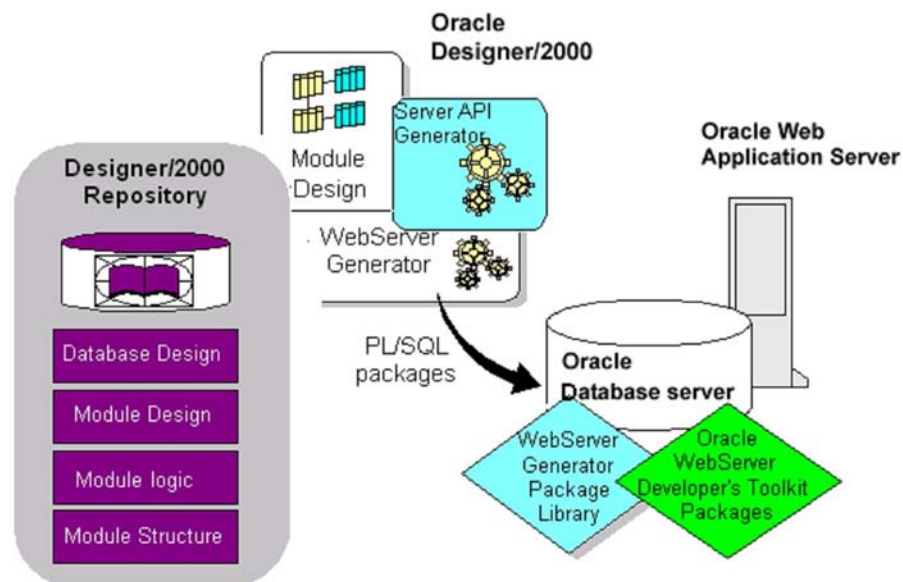 Oracle
Designer/2000
Server API
Generator
Module
Design
WebServer
Generator
Designer/2000
Repository
Database Design
Module Design
Module logic
Module Structure
PL/SQL
packages
Oracle Web
Application Server
Oracle
Database server
WebServer
Generator
Package
Library
Oracle
WebServer
Developer's Toolkit
Packages